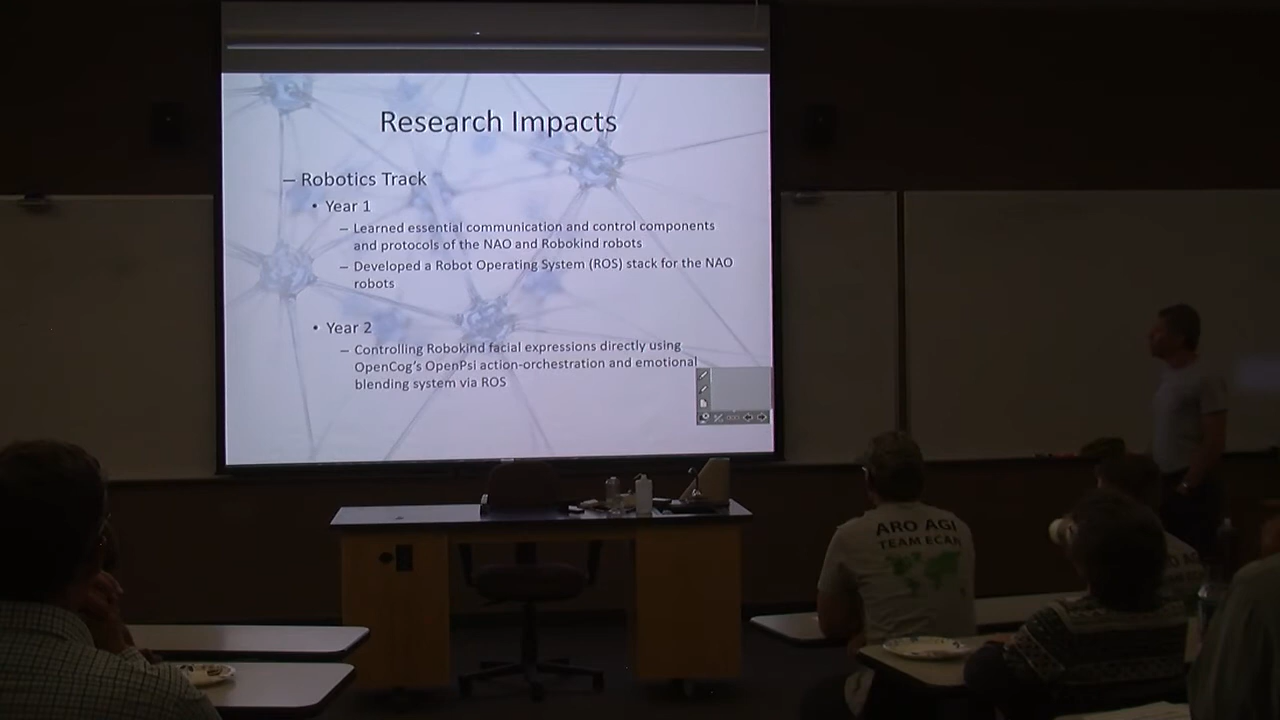 Research Impacts
– Robotics Track
• Year 1
– Learned essential communication and control components
and protocols of the NAO and Robokind robots
– Developed a Robot Operating System (ROS) stack for the NAO
robots
• Year 2
– Controlling Robokind facial expressions directly using
OpenCog's OpenPsi action-orchestration and emotional
blending system via ROS
ARO AGI
TEAM ECAN